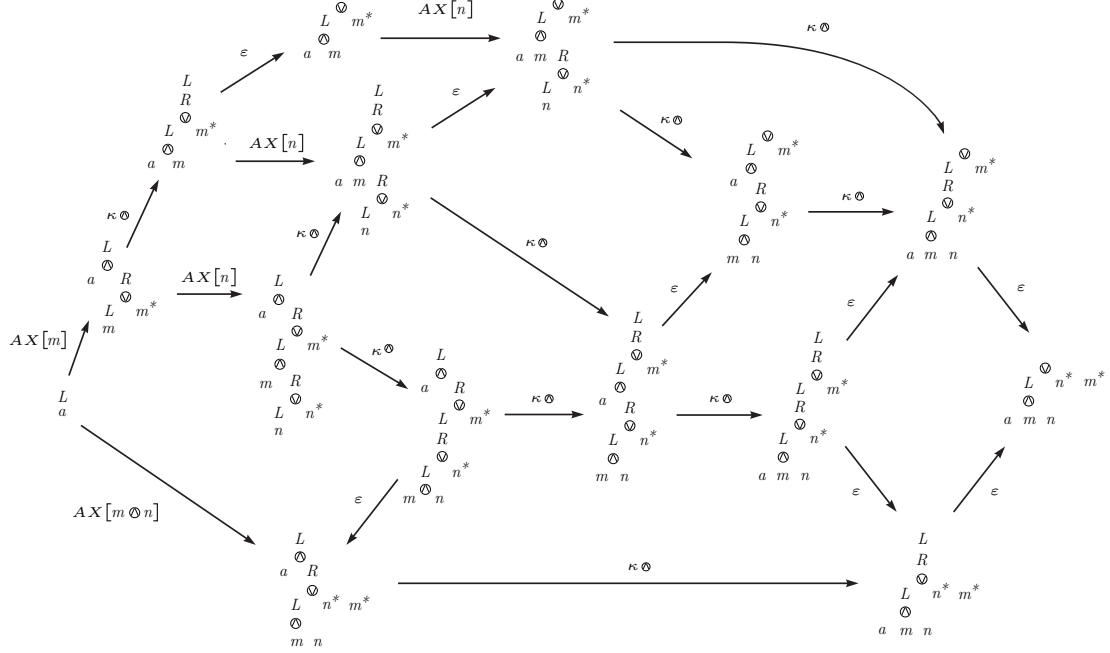 ∨⃝
L m*
∧⃝
a m
AX[n]
∨⃝
L m*
∧⃝
a m R
∨⃝
L n*
n
κ∧⃝
ε
L
R
∨⃝
L m*
∧⃝
a m
AX[n]
L
R
∨⃝
L m*
∧⃝
a m R
∨⃝
L n*
n
ε
κ∧⃝
∨⃝
L m*
∧⃝
a R
∨⃝
L n*
∧⃝
m n
κ∧⃝
∨⃝
L m*
R
∨⃝
L n*
∧⃝
a m n
κ∧⃝
L
∧⃝
a R
∨⃝
L m*
m
AX[n]
κ∧⃝
L
∧⃝
a R
∨⃝
L m*
∧⃝
m R
∨⃝
L n*
n
κ∧⃝
κ∧⃝
L
∧⃝
a R
∨⃝
L m*
R
∨⃝
L n*
∧⃝
m n
κ∧⃝
ε
L
R
∨⃝
L m*
∧⃝
a R
∨⃝
L n*
∧⃝
m n
κ∧⃝
ε
L
R
∨⃝
L m*
R
∨⃝
L n*
∧⃝
a m n
ε
ε
∨⃝
L n* m*
∧⃝
a m n
AX[m]
L
a
AX[m∧⃝n]
ε
L
∧⃝
a R
∨⃝
L n* m*
∧⃝
m n
κ∧⃝
ε
L
R
∨⃝
L n* m*
∧⃝
a m n
ε